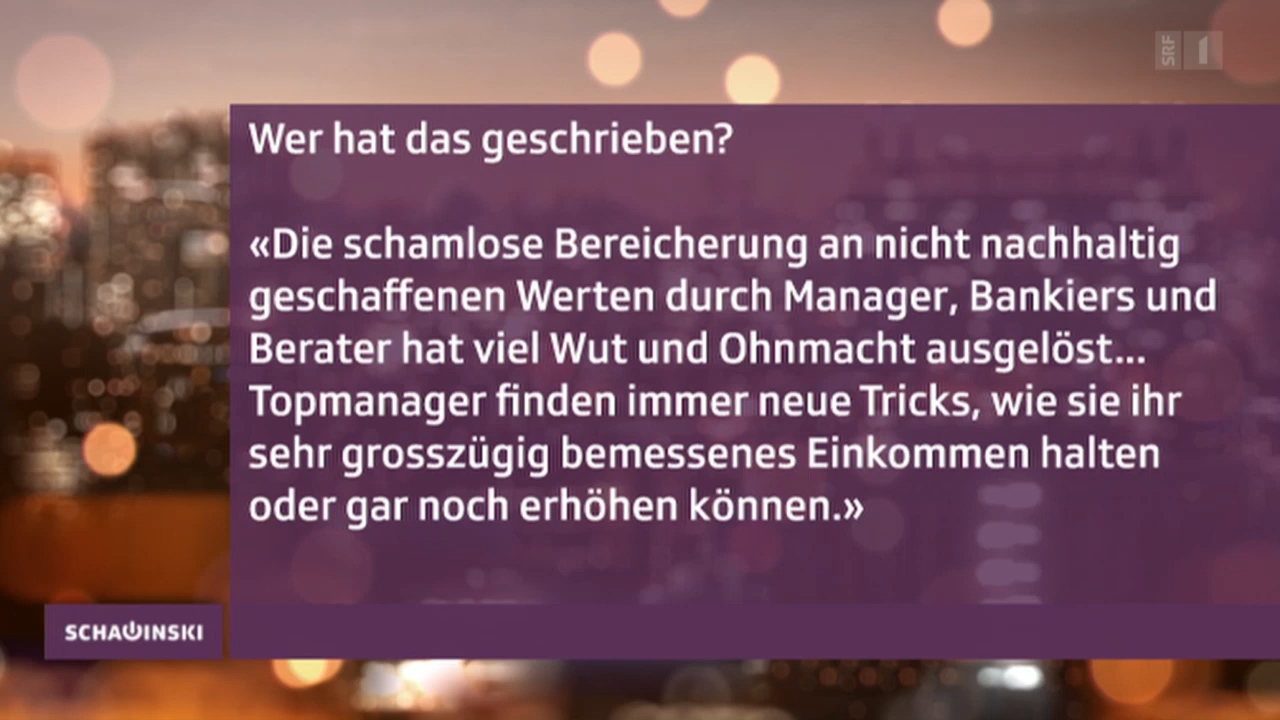 SRF 1
Wer hat das geschrieben?
«Die schamlose Bereicherung an nicht nachhaltig
geschaffenen Werten durch Manager, Bankiers und
Berater hat viel Wut und Ohnmacht ausgelöst...
Topmanager finden immer neue Tricks, wie sie ihr
sehr grosszügig bemessenes Einkommen halten
oder gar noch erhöhen können.»
SCHAWINSKI